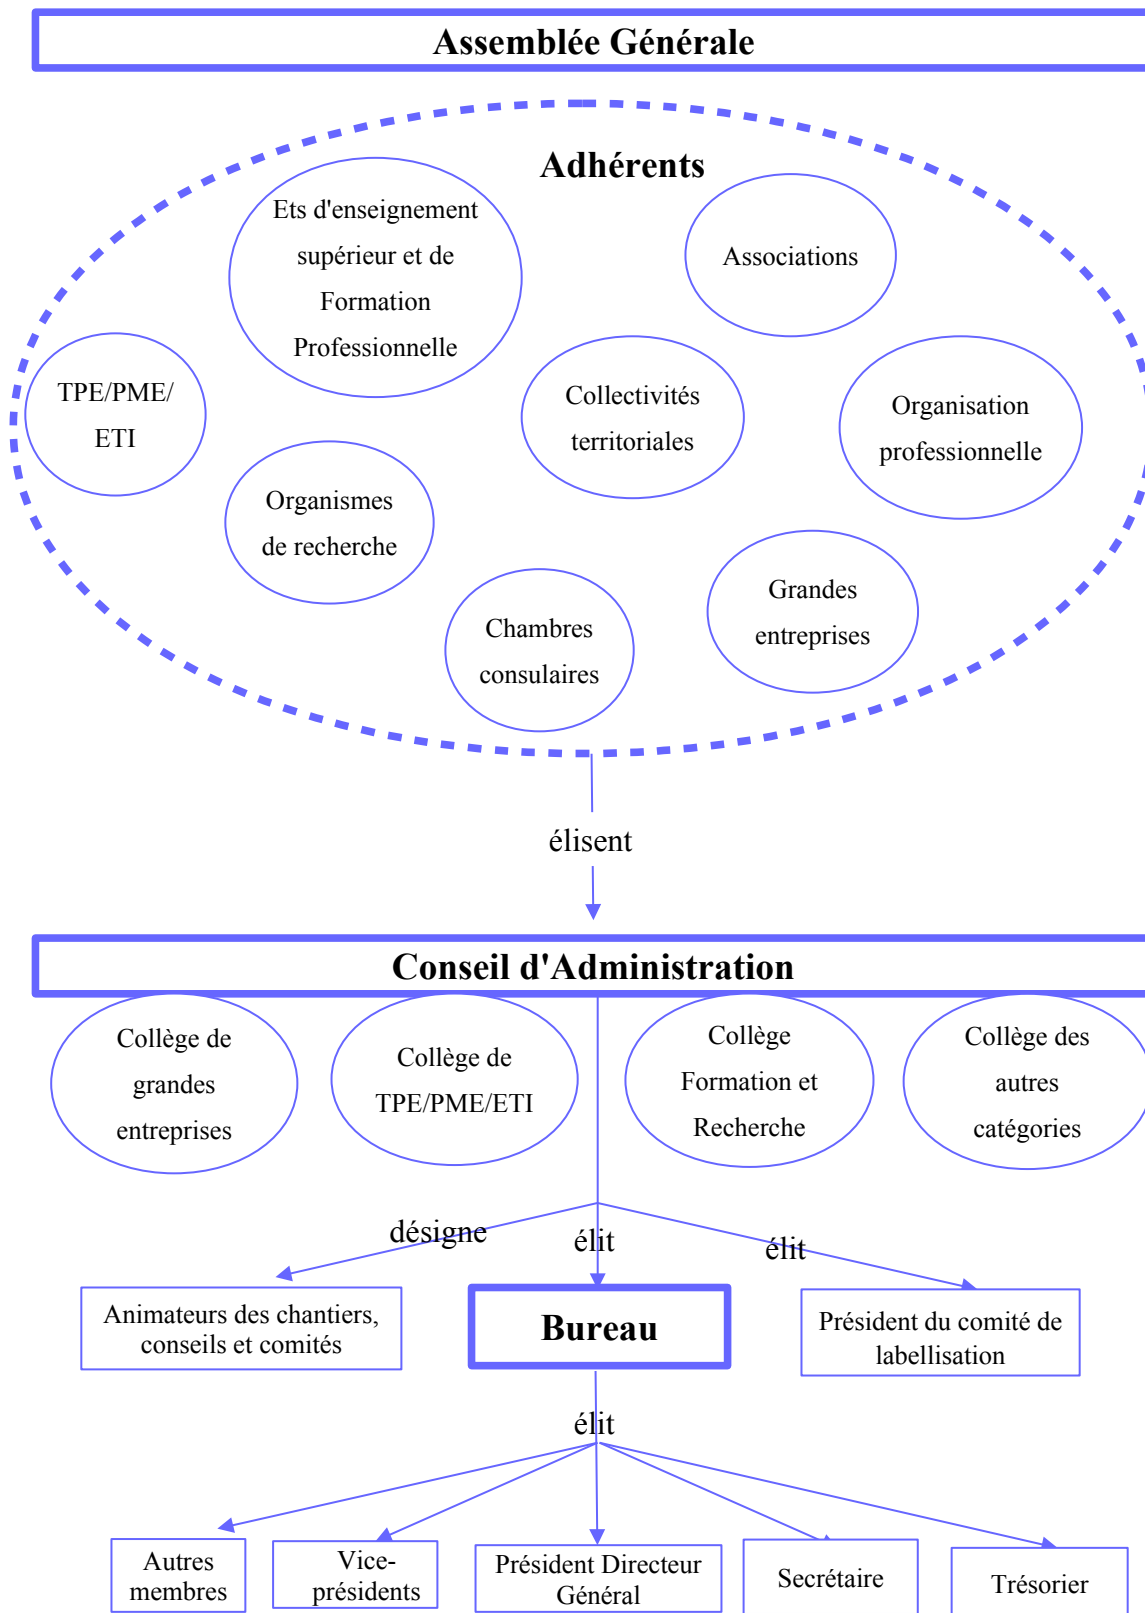 Assemblée Générale
Adhérents
Ets d'enseignement
supérieur et de
Formation
Professionnelle
Associations
TPE/PME/
ETI
Collectivités
territoriales
Organisation
professionnelle
Organismes
de recherche
Grandes
entreprises
Chambres
consulaires
élisent
Conseil d'Administration
Collège de
grandes
entreprises
Collège de
TPE/PME/ETI
Collège
Formation et
Recherche
Collège des
autres
catégories
désigne
élit
élit
Animateurs des chantiers,
conseils et comités
Bureau
Président du comité de
labellisation
élit
Autres
membres
Vice-
présidents
Président Directeur
Général
Secrétaire
Trésorier